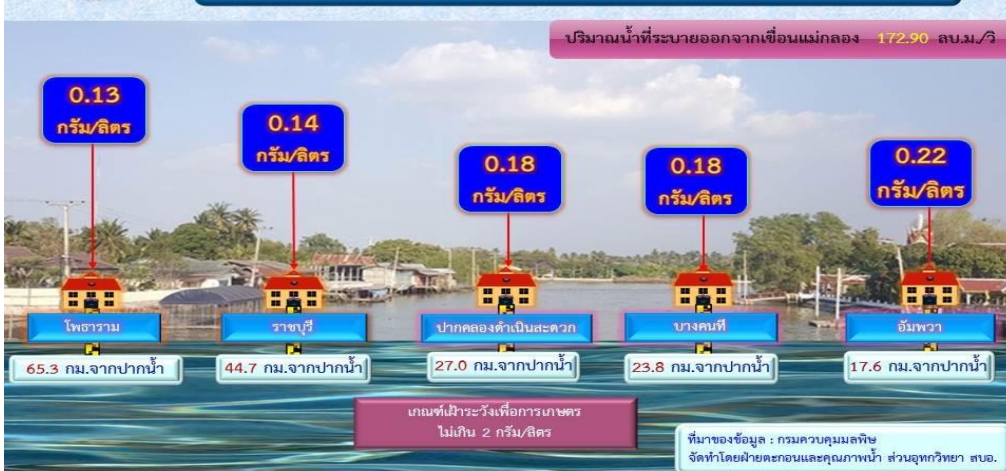 ปริมาณน้ำที่ระบายออกจากเขื่อนแม่กลอง 172.90 ลบ.ม./วิ
0.13
กรัม/ลิตร
0.14
กรัม/ลิตร
0.18
กรัม/ลิตร
0.18
กรัม/ลิตร
0.22
กรัม/ลิตร
โพธาราม
ราชบุรี
ปากคลองดำเนินสะดวก
บางคนที
อัมพวา
65.3 กม.จากปากน้ำ
44.7 กม.จากปากน้ำ
27.0 กม.จากปากน้ำ
23.8 กม.จากปากน้ำ
17.6 กม.จากปากน้ำ
เกณฑ์เฝ้าระวังเพื่อการเกษตร
ไม่เกิน 2 กรัม/ลิตร
ที่มาของข้อมูล : กรมควบคุมมลพิษ
จัดทำโดยฝ่ายตะกอนและคุณภาพน้ำ ส่วนอุทกวิทยา สบอ.